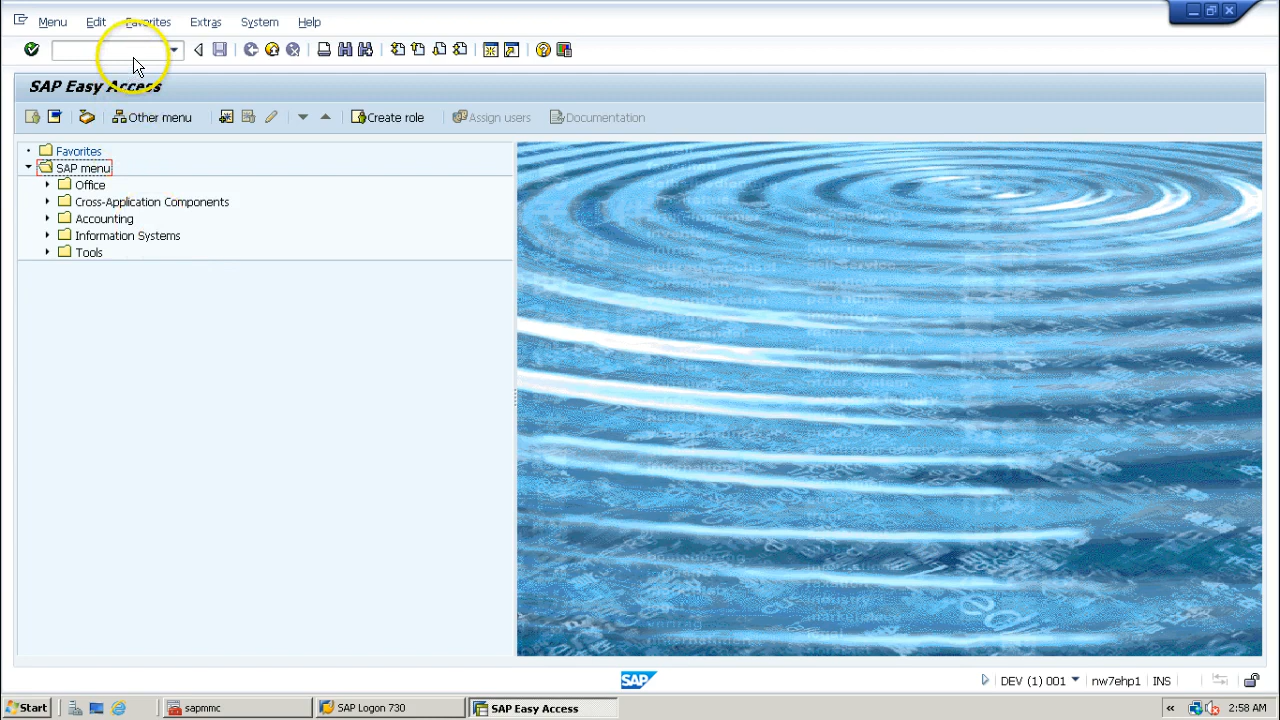 Menu Edit Favorites Extras System Help
SAP Easy Access
Other menu Create role Assign users Documentation
Favorites
SAP menu
Office
Cross-Application Components
Accounting
Information Systems
Tools
SAP
DEV (1) 001 nw7ehp1 INS
Start sapmmc SAP Logon 730 SAP Easy Access « 2:58 AM